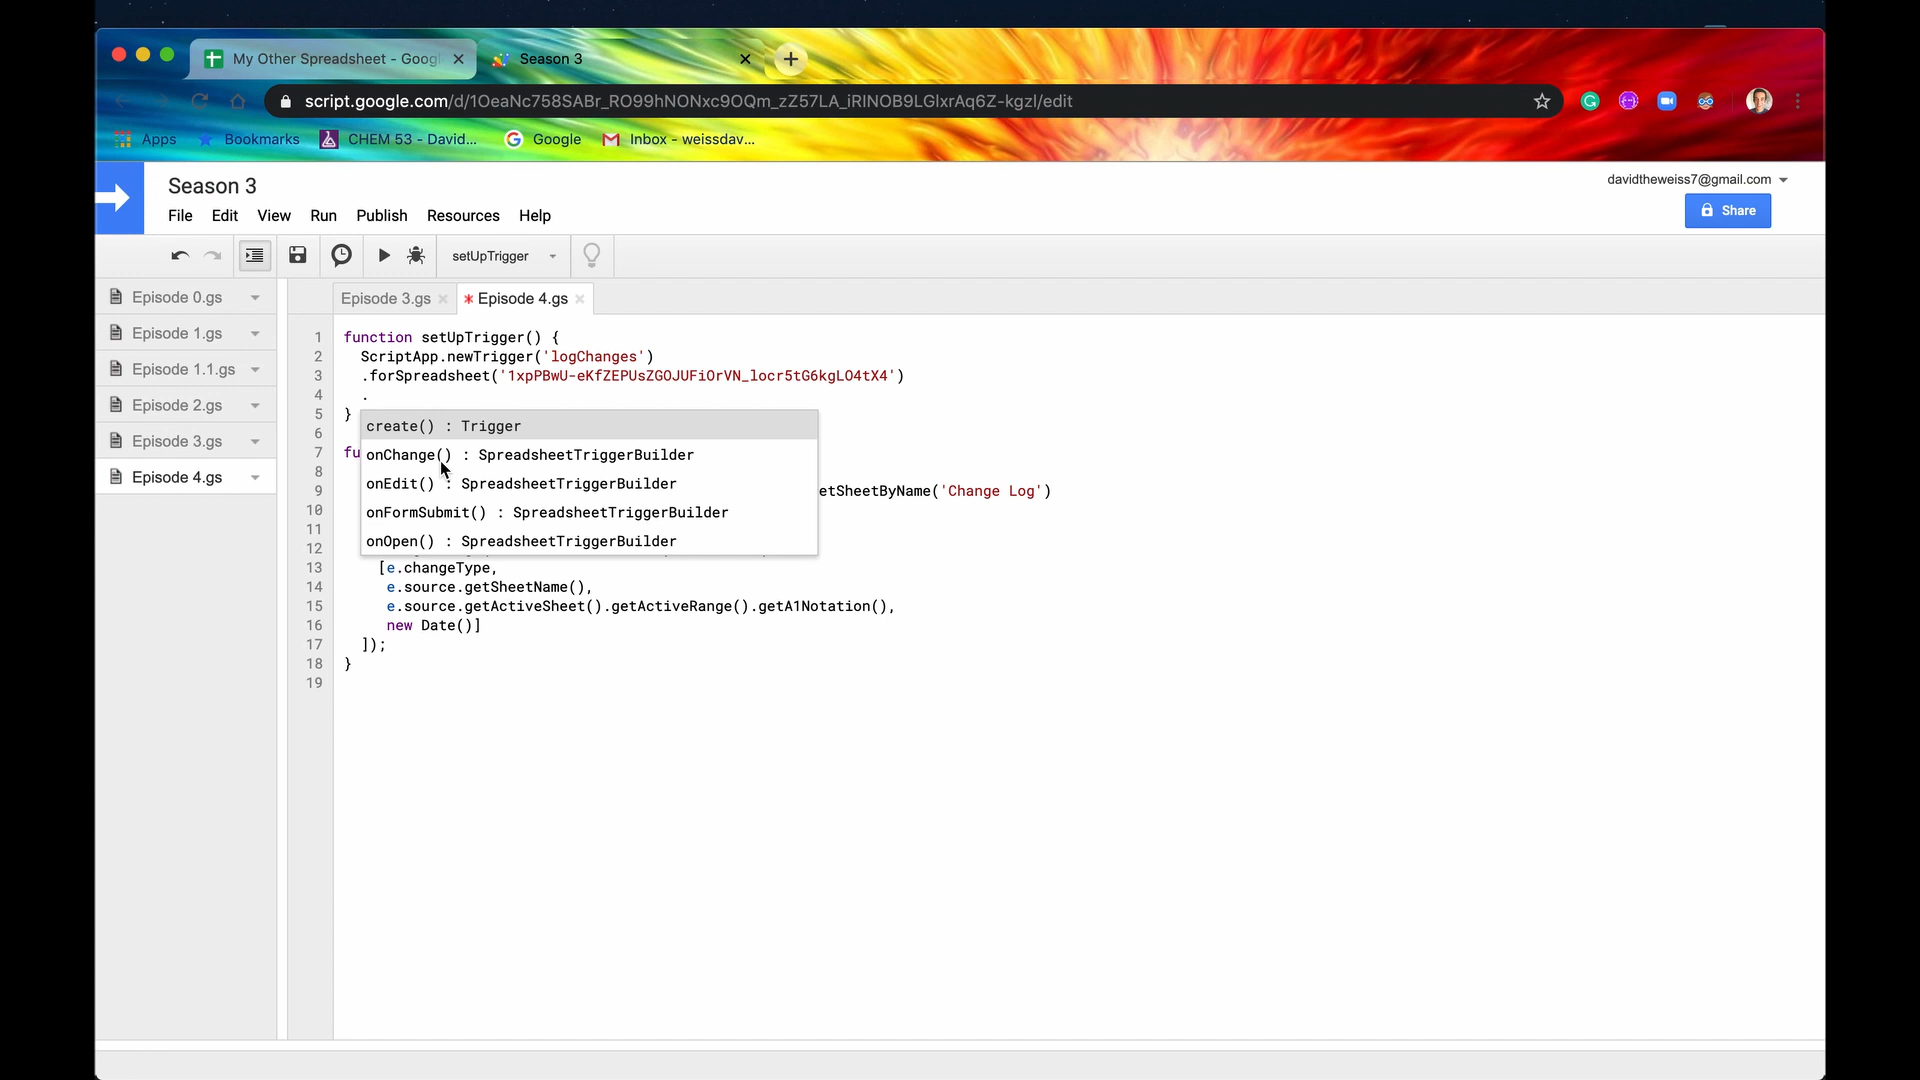 My Other Spreadsheet - Goog
Season 3
script.google.com/d/1OeaNc758SABr_RO99hNONxc9OQm_zZ57LA_iRINOB9LGlxrAq6Z-kgzl/edit
Apps
Bookmarks
CHEM 53 - David...
Google
Inbox - weissdav...
Season 3
davidtheweiss7@gmail.com
File Edit View Run Publish Resources Help
Share
setUpTrigger
Episode 0.gs
Episode 1.gs
Episode 1.1.gs
Episode 2.gs
Episode 3.gs
Episode 4.gs
Episode 3.gs
* Episode 4.gs
1 function setUpTrigger() {
2 ScriptApp.newTrigger('logChanges')
3 .forSpreadsheet('1xpPBwU-eKfZEPUsZGOJUFiOrVN_locr5tG6kgLO4tX4')
4 .
5 }
6
7 fu
8
9 etSheetByName('Change Log')
10
11
12
13 [e.changeType,
14 e.source.getSheetName(),
15 e.source.getActiveSheet().getActiveRange().getA1Notation(),
16 new Date()]
17 ]);
18 }
19
create() : Trigger
onChange() : SpreadsheetTriggerBuilder
onEdit() : SpreadsheetTriggerBuilder
onFormSubmit() : SpreadsheetTriggerBuilder
onOpen() : SpreadsheetTriggerBuilder